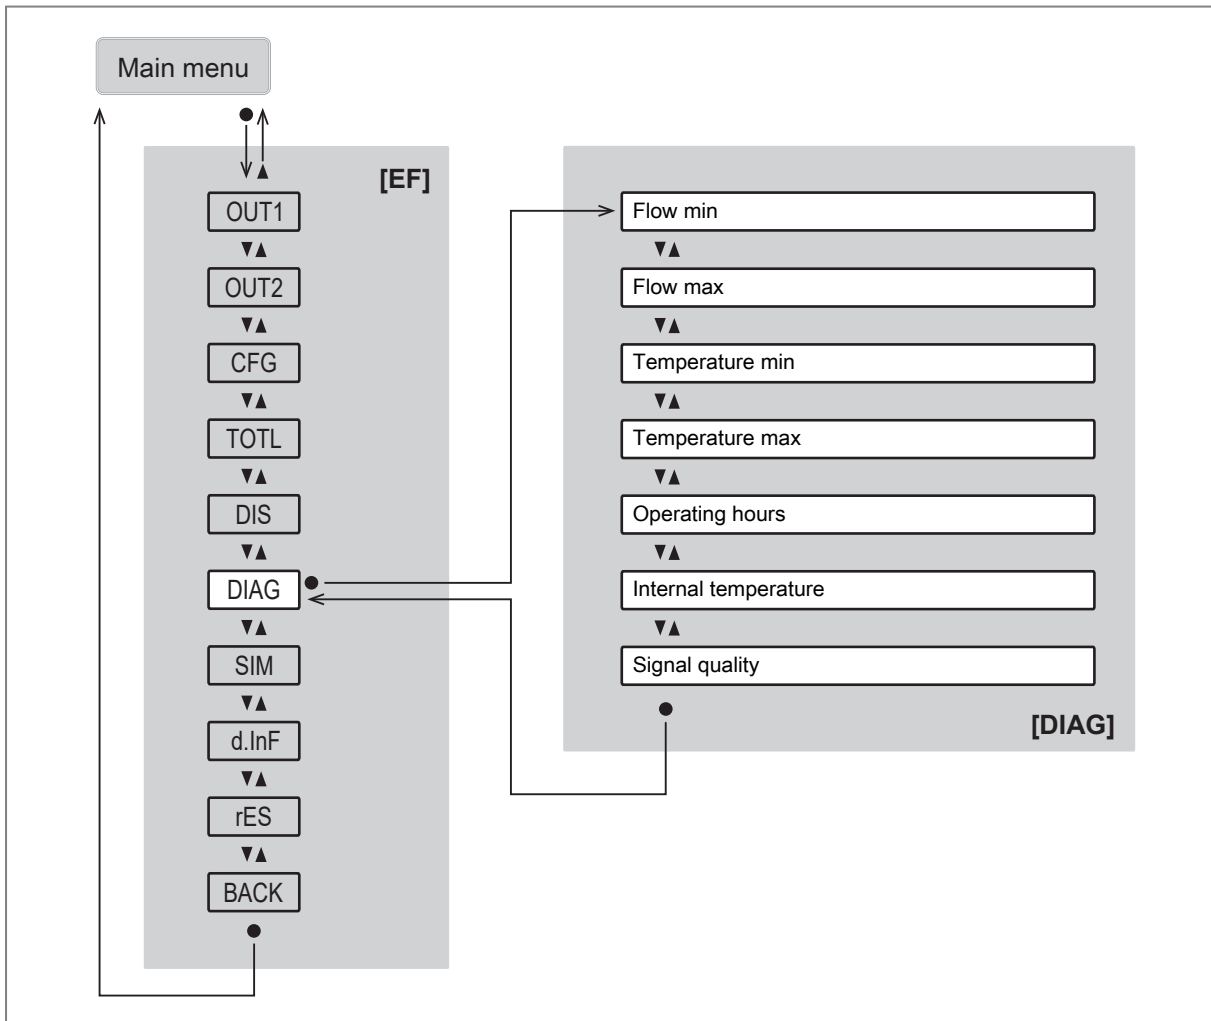 Main menu
[EF]
OUT1
OUT2
CFG
TOTL
DIS
DIAG
SIM
d.InF
rES
BACK
Flow min
Flow max
Temperature min
Temperature max
Operating hours
Internal temperature
Signal quality
[DIAG]